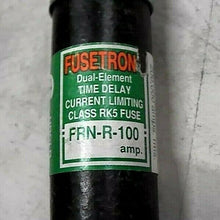 FUSETRON
Dual-Element
TIME DELAY
CURRENT LIMITING
CLASS RK5 FUSE
FRN-R-100
amp.